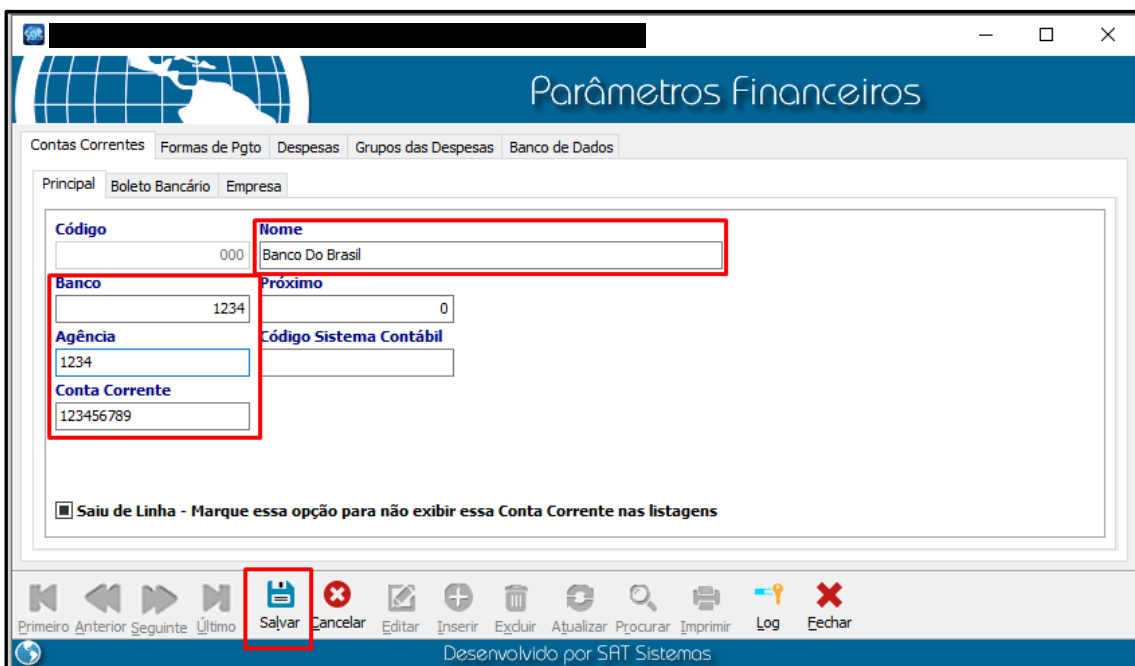 sat
Parâmetros Financeiros
Contas Correntes Formas de Pgto Despesas Grupos das Despesas Banco de Dados
Principal Boleto Bancário Empresa
Código Nome
000 Banco Do Brasil
Banco Próximo
1234 0
Agência Código Sistema Contábil
1234
Conta Corrente
123456789
Saiu de Linha - Marque essa opção para não exibir essa Conta Corrente nas listagens
Primeiro Anterior Seguinte Último Salvar Cancelar Editar Inserir Excluir Atualizar Procurar Imprimir Log Fechar
Desenvolvido por SAT Sistemas